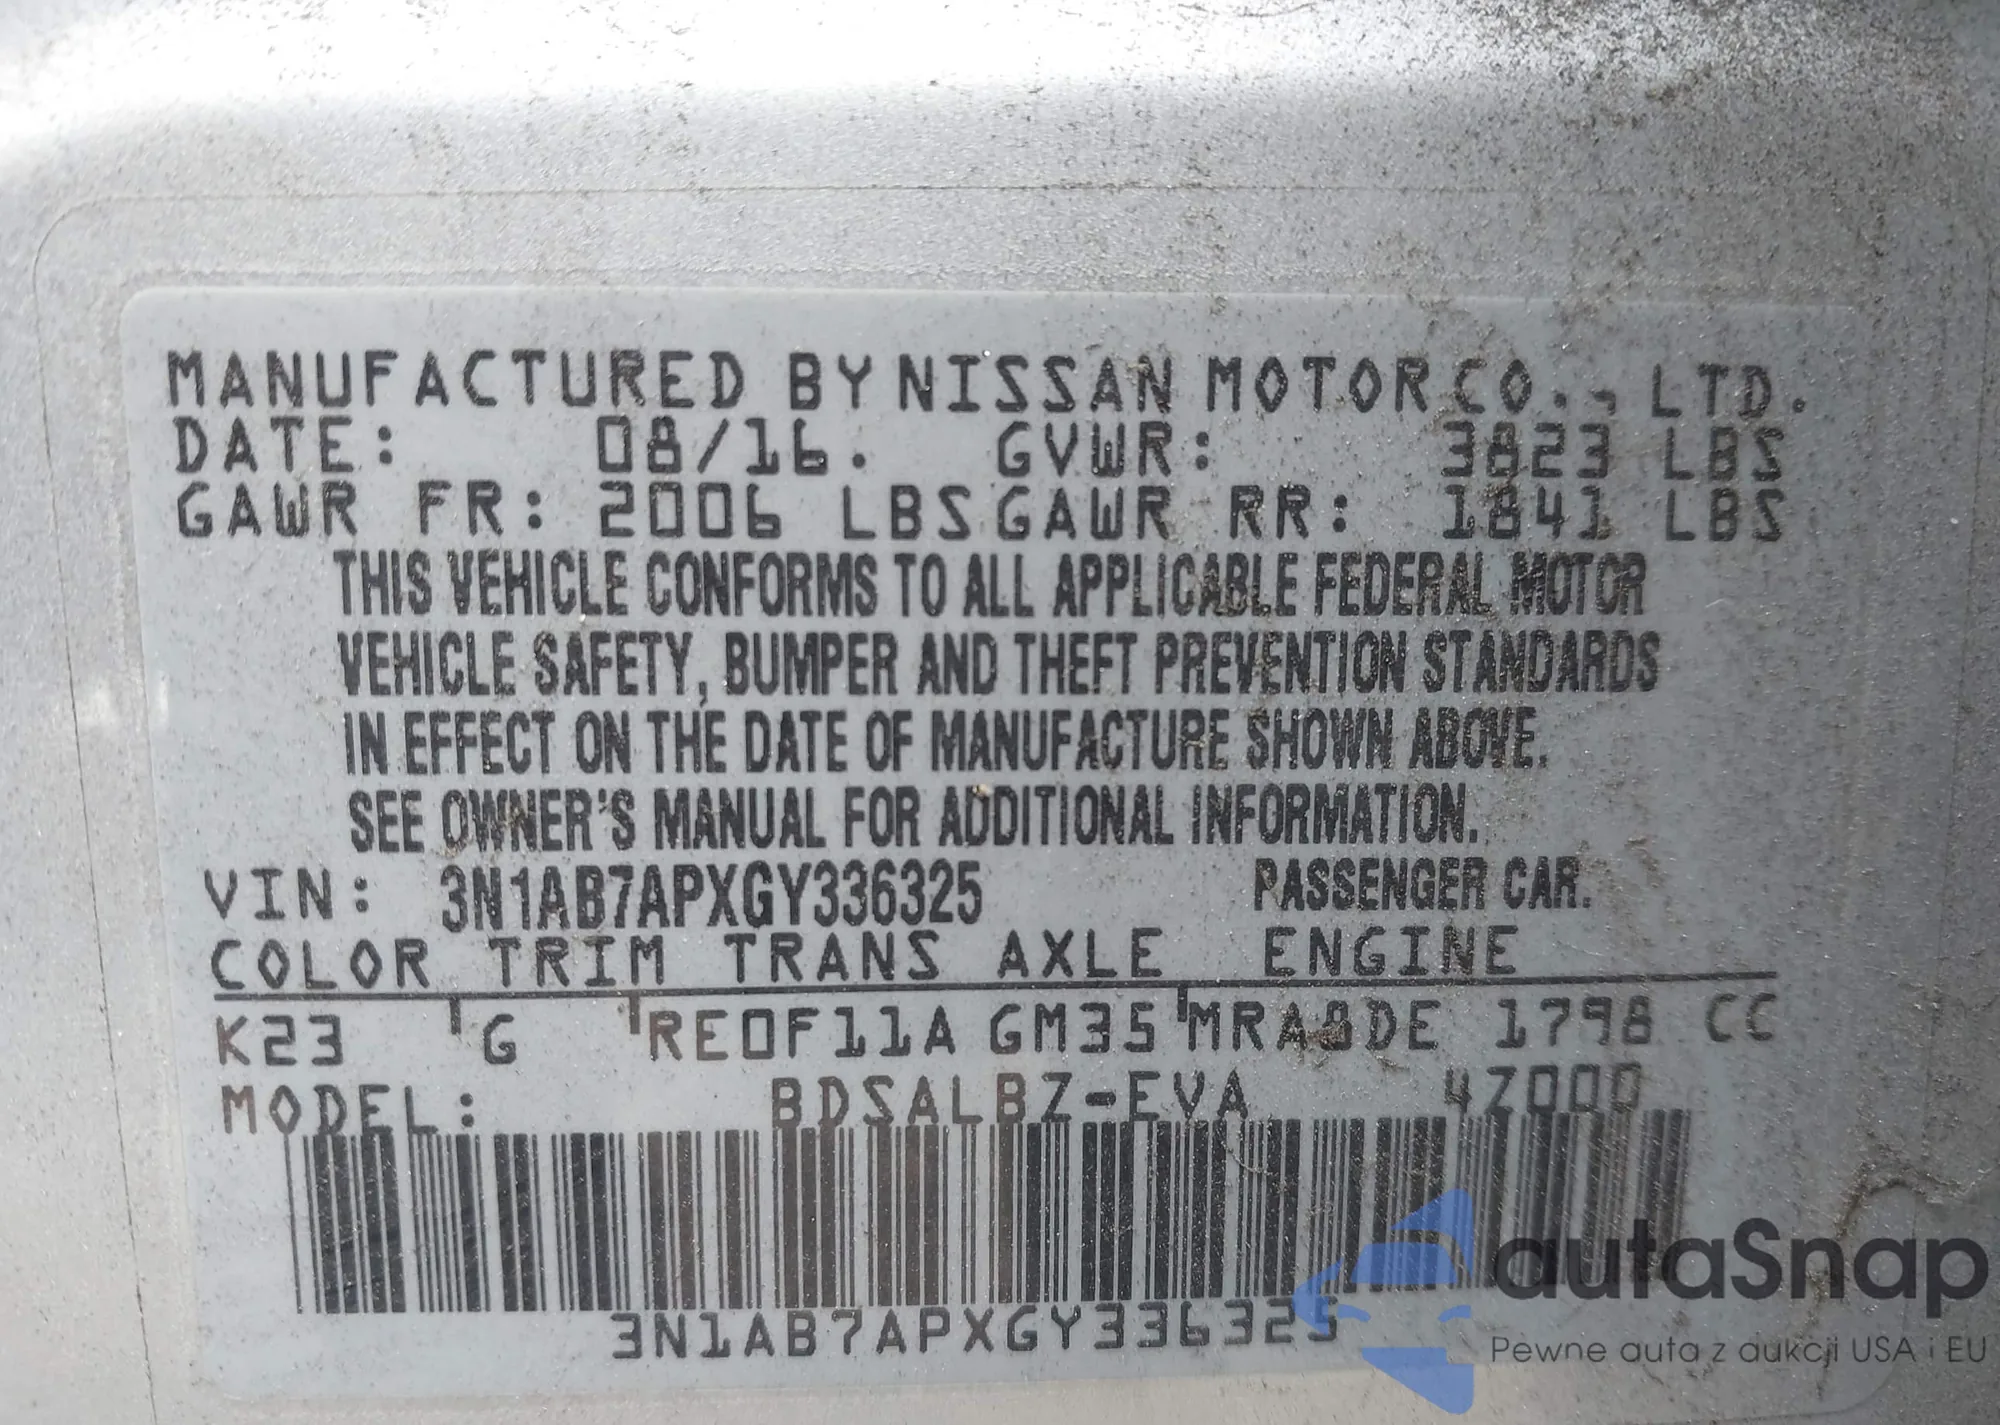 MANUFACTURED BY NISSAN MOTOR CO., LTD.
DATE: 08/16. GVWR: 3823 LBS
GAWR FR: 2006 LBS GAWR RR: 1841 LBS
THIS VEHICLE CONFORMS TO ALL APPLICABLE FEDERAL MOTOR
VEHICLE SAFETY, BUMPER AND THEFT PREVENTION STANDARDS
IN EFFECT ON THE DATE OF MANUFACTURE SHOWN ABOVE.
SEE OWNER'S MANUAL FOR ADDITIONAL INFORMATION.
VIN: 3N1AB7APXGY336325 PASSENGER CAR.
COLOR TRIM TRANS AXLE ENGINE
K23 G RE0F11A GM35 MRA8DE 1798 CC
MODEL: BDSALBZ-EVA 4Z000
3N1AB7APXGY336325
autaSnap
Pewne auta z aukcji USA i EU